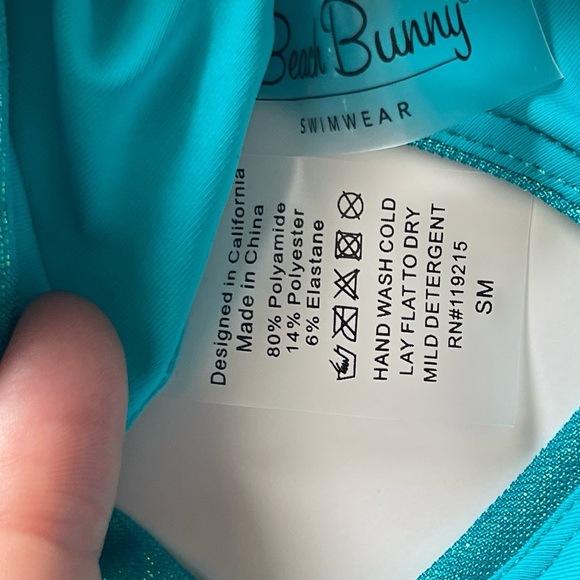 Beach Bunny
SWIMWEAR
Designed in California
Made in China
80% Polyamide
14% Polyester
6% Elastane
HAND WASH COLD
LAY FLAT TO DRY
MILD DETERGENT
RN#119215
SM